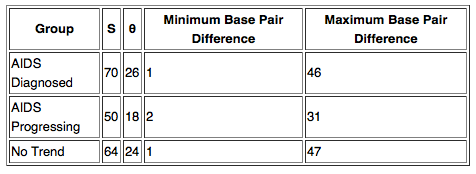 Group S θ Minimum Base Pair Difference Maximum Base Pair Difference
AIDS Diagnosed 70 26 1 46
AIDS Progressing 50 18 2 31
No Trend 64 24 1 47